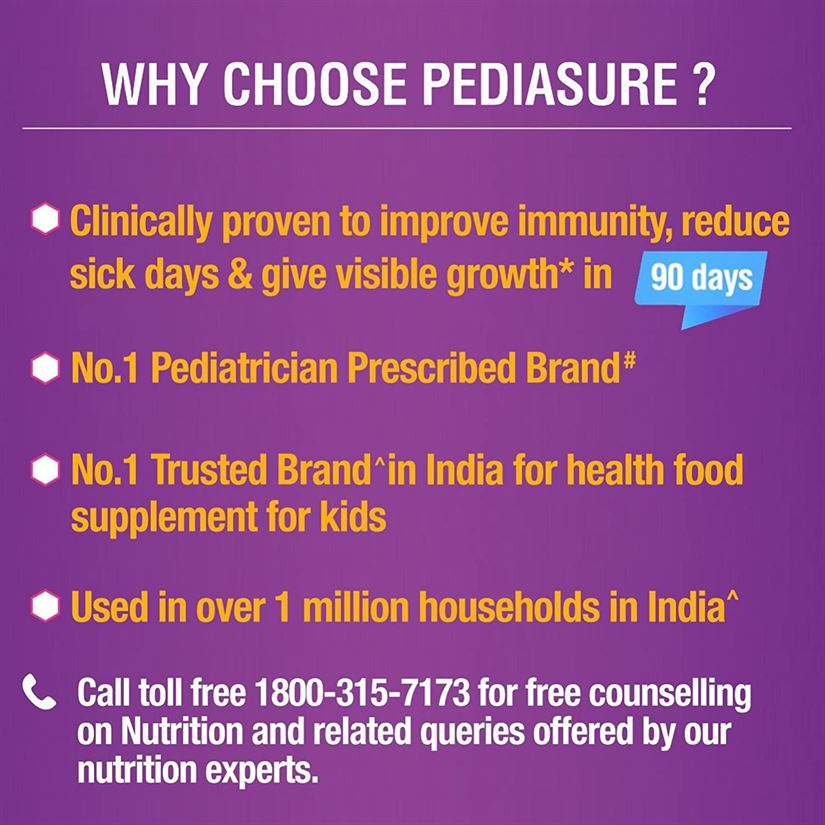 WHY CHOOSE PEDIASURE ?
Clinically proven to improve immunity, reduce
sick days & give visible growth* in 90 days
No.1 Pediatrician Prescribed Brand#
No.1 Trusted Brand^in India for health food
supplement for kids
Used in over 1 million households in India^
Call toll free 1800-315-7173 for free counselling
on Nutrition and related queries offered by our
nutrition experts.